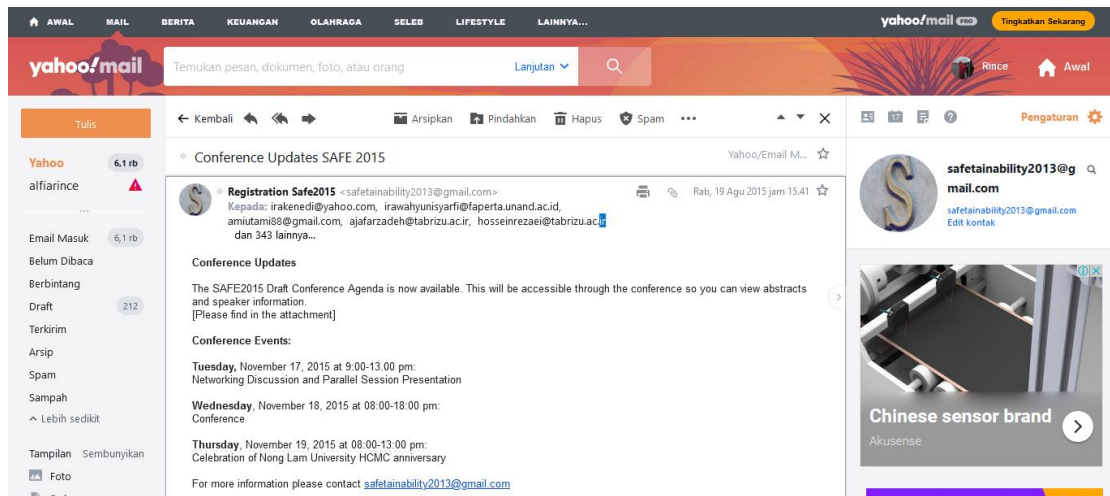 AWAL MAIL BERITA KEUANGAN OLAHRAGA SELEB LIFESTYLE LAINNYA... yahoo!mail PRO Tingkatkan Sekarang
yahoo!mail Temukan pesan, dokumen, foto, atau orang Lanjutan Rince Awal
Tulis Kembali Arsipkan Pindahkan Hapus Spam Pengaturan
Conference Updates SAFE 2015 Yahoo/Email M...
Yahoo 6,1 rb
alfiarince
Email Masuk 6,1 rb
Belum Dibaca
Berbintang
Draft 212
Terkirim
Arsip
Spam
Sampah
Lebih sedikit
Tampilan Sembunyikan
Foto
S Registration Safe2015 <safetainability2013@gmail.com> Rab, 19 Agu 2015 jam 15.41
Kepada: irakenedi@yahoo.com, irawahyunisyarfi@faperta.unand.ac.id,
amiutami88@gmail.com, ajafarzadeh@tabrizu.ac.ir, hosseinrezaei@tabrizu.ac.ir
dan 343 lainnya...
Conference Updates
The SAFE2015 Draft Conference Agenda is now available. This will be accessible through the conference so you can view abstracts
and speaker information.
[Please find in the attachment]
Conference Events:
Tuesday, November 17, 2015 at 9:00-13.00 pm:
Networking Discussion and Parallel Session Presentation
Wednesday, November 18, 2015 at 08:00-18:00 pm:
Conference
Thursday, November 19, 2015 at 08:00-13:00 pm:
Celebration of Nong Lam University HCMC anniversary
For more information please contact safetainability2013@gmail.com
17
S
safetainability2013@g
mail.com
safetainability2013@gmail.com
Edit kontak
Chinese sensor brand
Akusense